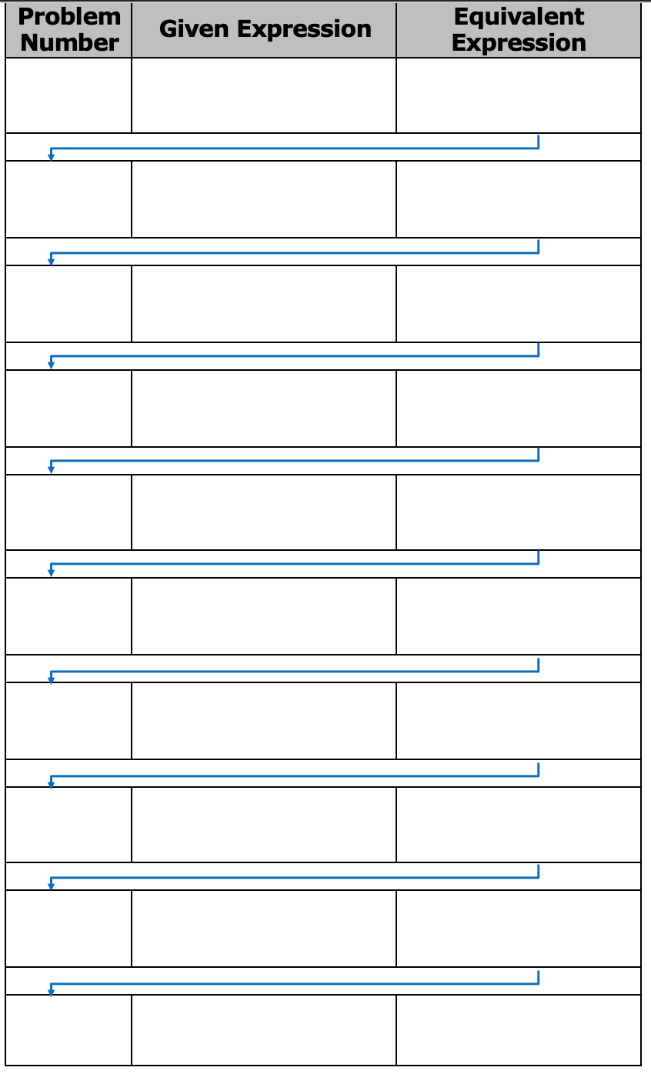 Problem
Number
Given Expression
Equivalent
Expression